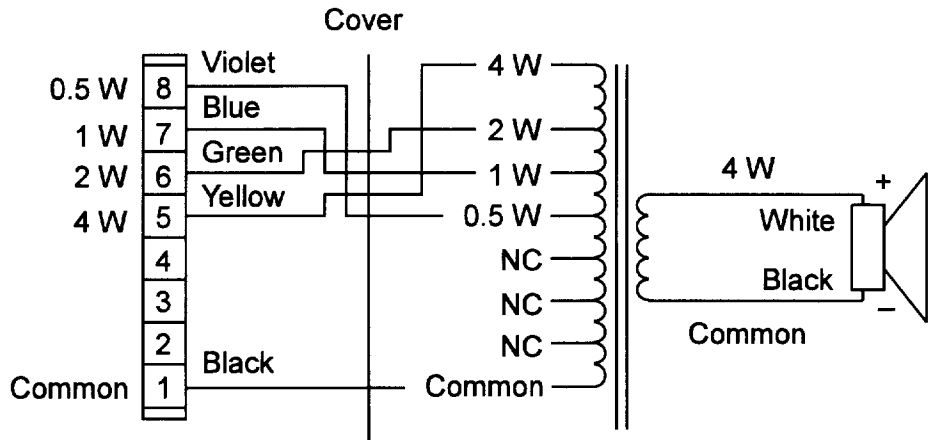 Cover
Violet
4 W
0.5 W
8
Blue
2 W
1 W
7
Green
1 W
4 W
+
2 W
6
Yellow
0.5 W
White
4 W
5
NC
4
Black
3
NC
−
2
NC
Common
Black
Common
1
Common